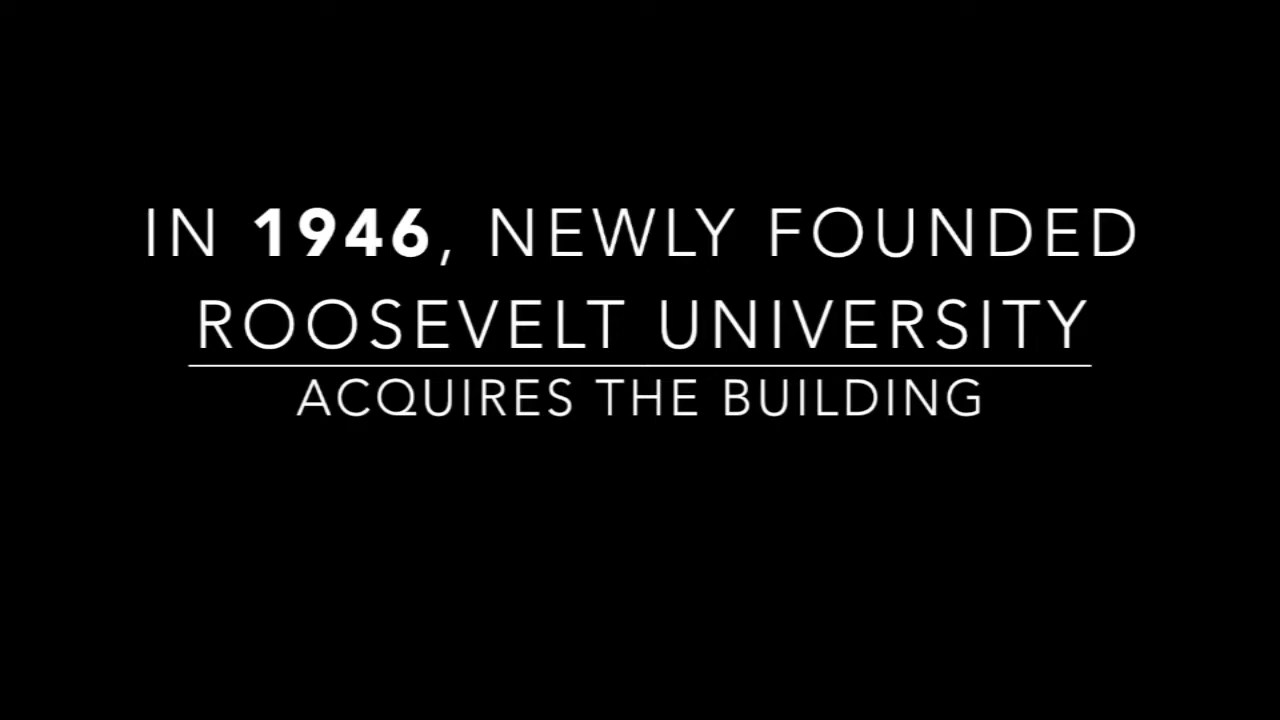 IN 1946, NEWLY FOUNDED
ROOSEVELT UNIVERSITY
ACQUIRES THE BUILDING